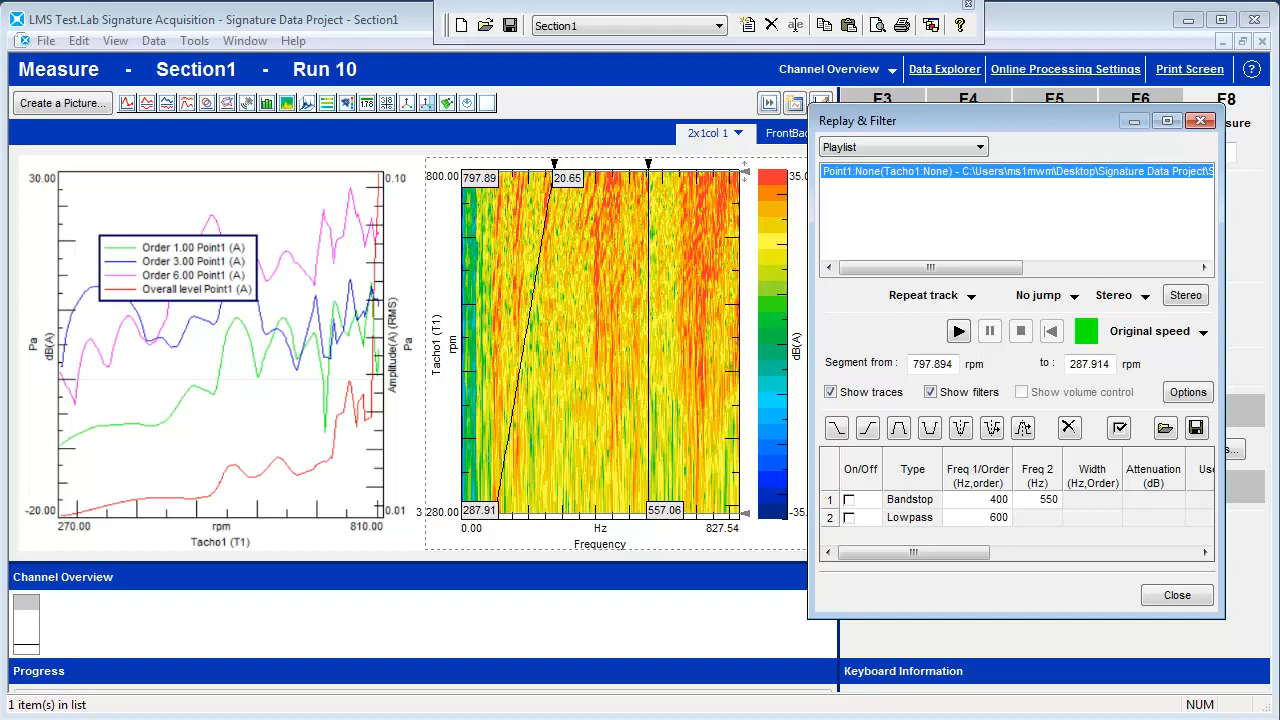 LMS Test.Lab Signature Acquisition - Signature Data Project - Section1
Section1
File Edit View Data Tools Window Help
Measure - Section1 - Run 10
Channel Overview
Data Explorer
Online Processing Settings
Print Screen
Create a Picture...
F8
2x1col 1
FrontBac
30.00
-20.00
270.00
810.00
0.10
0.01
Pa
dB(A)
Amplitude(A) (RMS)
Pa
rpm
Tacho1 (T1)
Order 1.00 Point1 (A)
Order 3.00 Point1 (A)
Order 6.00 Point1 (A)
Overall level Point1 (A)
800.00
797.89
20.65
Tacho1 (T1)
rpm
287.91
280.00
557.06
0.00
Hz
827.54
Frequency
35.0
-35.
dB(A)
Replay & Filter
Playlist
Point1:None(Tacho1:None) - C:\Users\ms1mwm\Desktop\Signature Data Project\S
Repeat track
No jump
Stereo
Stereo
Original speed
Segment from: 797.894 rpm to: 287.914 rpm
Show traces
Show filters
Show volume control
Options
On/Off Type Freq 1/Order (Hz,order) Freq 2 (Hz) Width (Hz,Order) Attenuation (dB) Use
1 Bandstop 400 550
2 Lowpass 600
Close
Channel Overview
Progress
Keyboard Information
1 item(s) in list
NUM